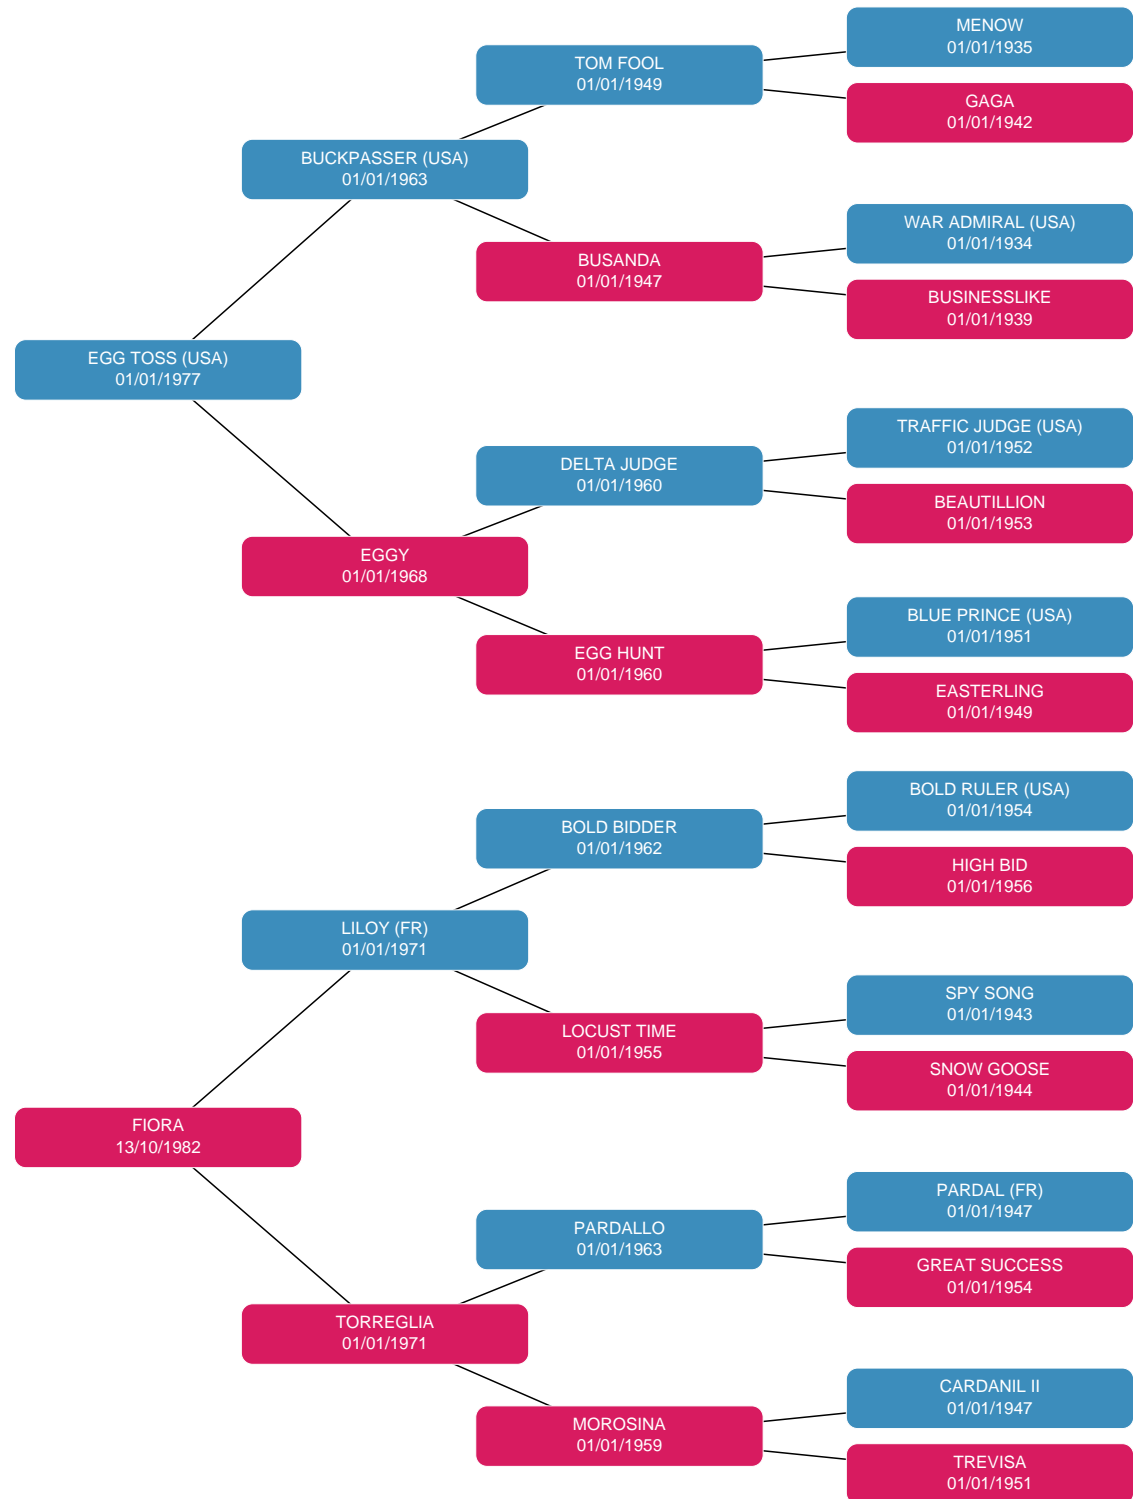 MENOW
01/01/1935
TOM FOOL
01/01/1949
GAGA
01/01/1942
BUCKPASSER (USA)
01/01/1963
WAR ADMIRAL (USA)
01/01/1934
BUSANDA
01/01/1947
BUSINESSLIKE
01/01/1939
EGG TOSS (USA)
01/01/1977
TRAFFIC JUDGE (USA)
01/01/1952
DELTA JUDGE
01/01/1960
BEAUTILLION
01/01/1953
EGGY
01/01/1968
BLUE PRINCE (USA)
01/01/1951
EGG HUNT
01/01/1960
EASTERLING
01/01/1949
BOLD RULER (USA)
01/01/1954
BOLD BIDDER
01/01/1962
HIGH BID
01/01/1956
LILOY (FR)
01/01/1971
SPY SONG
01/01/1943
LOCUST TIME
01/01/1955
SNOW GOOSE
01/01/1944
FIORA
13/10/1982
PARDAL (FR)
01/01/1947
PARDALLO
01/01/1963
GREAT SUCCESS
01/01/1954
TORREGLIA
01/01/1971
CARDANIL II
01/01/1947
MOROSINA
01/01/1959
TREVISA
01/01/1951